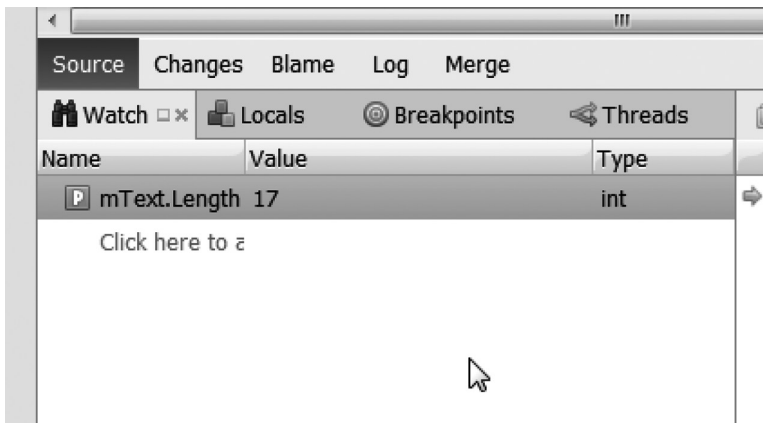 Source Changes Blame Log Merge
Watch Locals Breakpoints Threads
Name Value Type
P mText.Length 17 int
Click here to a